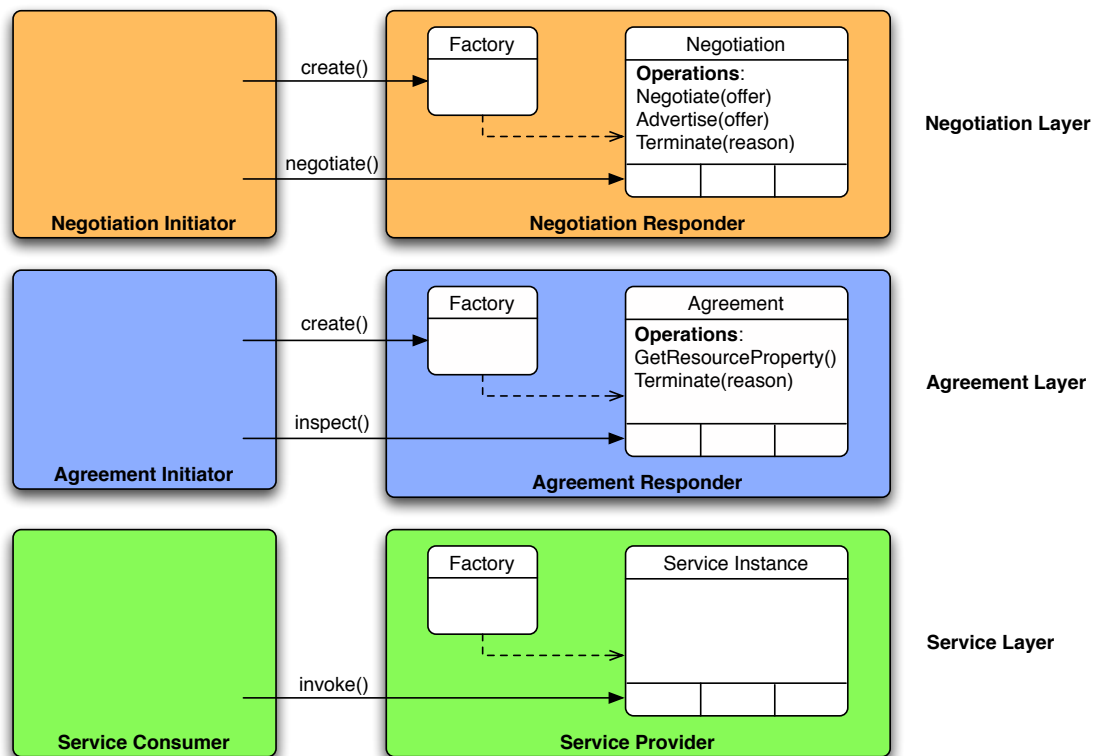 Factory
Negotiation
create()
Operations:
Negotiate(offer)
Advertise(offer)
Terminate(reason)
Negotiation Layer
negotiate()
Negotiation Initiator
Negotiation Responder
Factory
Agreement
create()
Operations:
GetResourceProperty()
Terminate(reason)
Agreement Layer
inspect()
Agreement Initiator
Agreement Responder
Factory
Service Instance
Service Layer
invoke()
Service Consumer
Service Provider